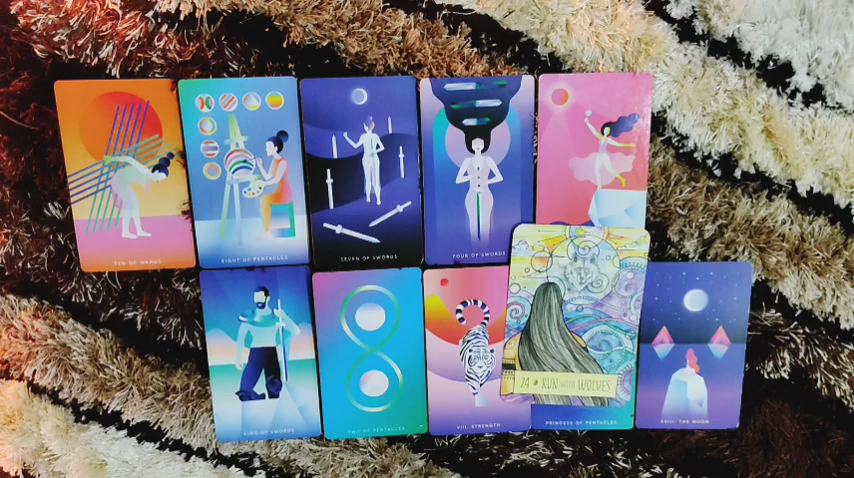 TEN OF WANDS
EIGHT OF PENTACLES
SEVEN OF SWORDS
FOUR OF SWORDS
24 RUN WITH WOLVES
KING OF SWORDS
TWO OF PENTACLES
VIII. STRENGTH
PRINCESS OF PENTACLES
XVIII. THE MOON